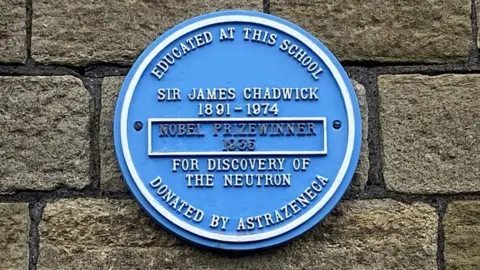 EDUCATED AT THIS SCHOOL
SIR JAMES CHADWICK
1891-1974
NOBEL PRIZEWINNER
1935
FOR DISCOVERY OF
THE NEUTRON
DONATED BY ASTRAZENECA